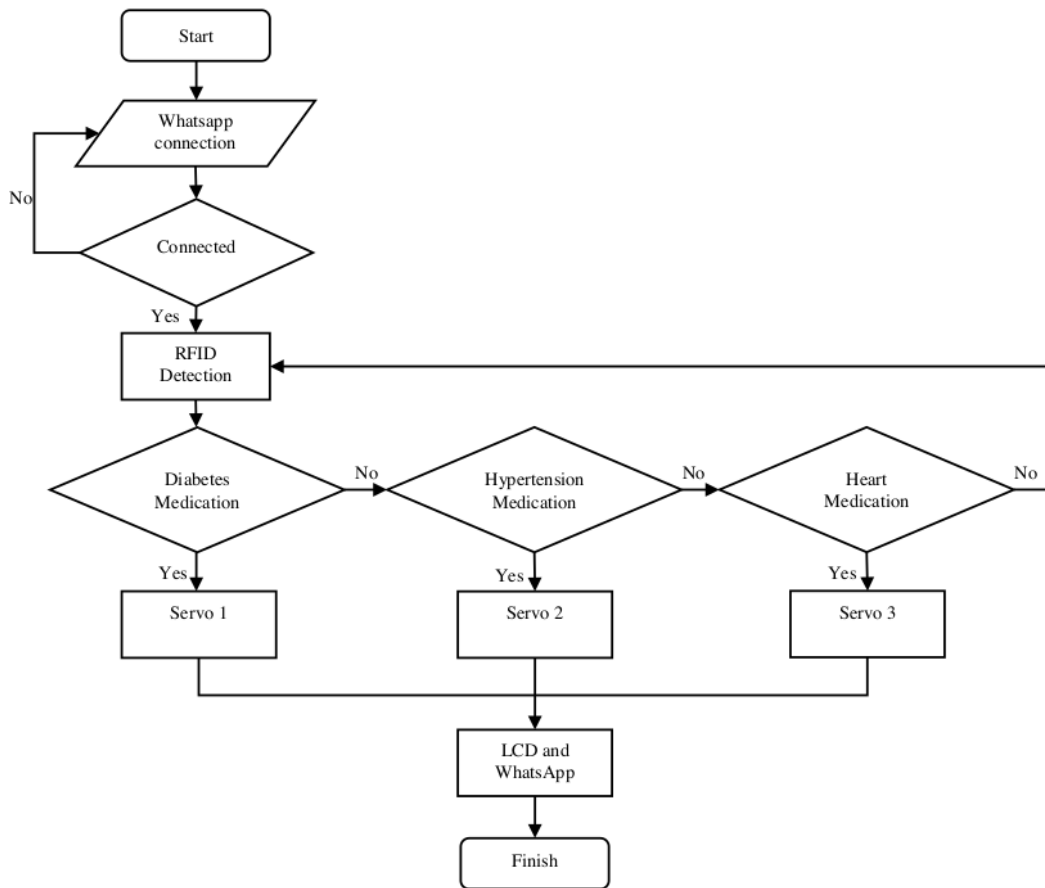 Start
Whatsapp
connection
No
Connected
Yes
RFID
Detection
Diabetes
Medication
No
Hypertension
Medication
No
Heart
Medication
No
Yes
Yes
Yes
Servo 1
Servo 2
Servo 3
LCD and
WhatsApp
Finish